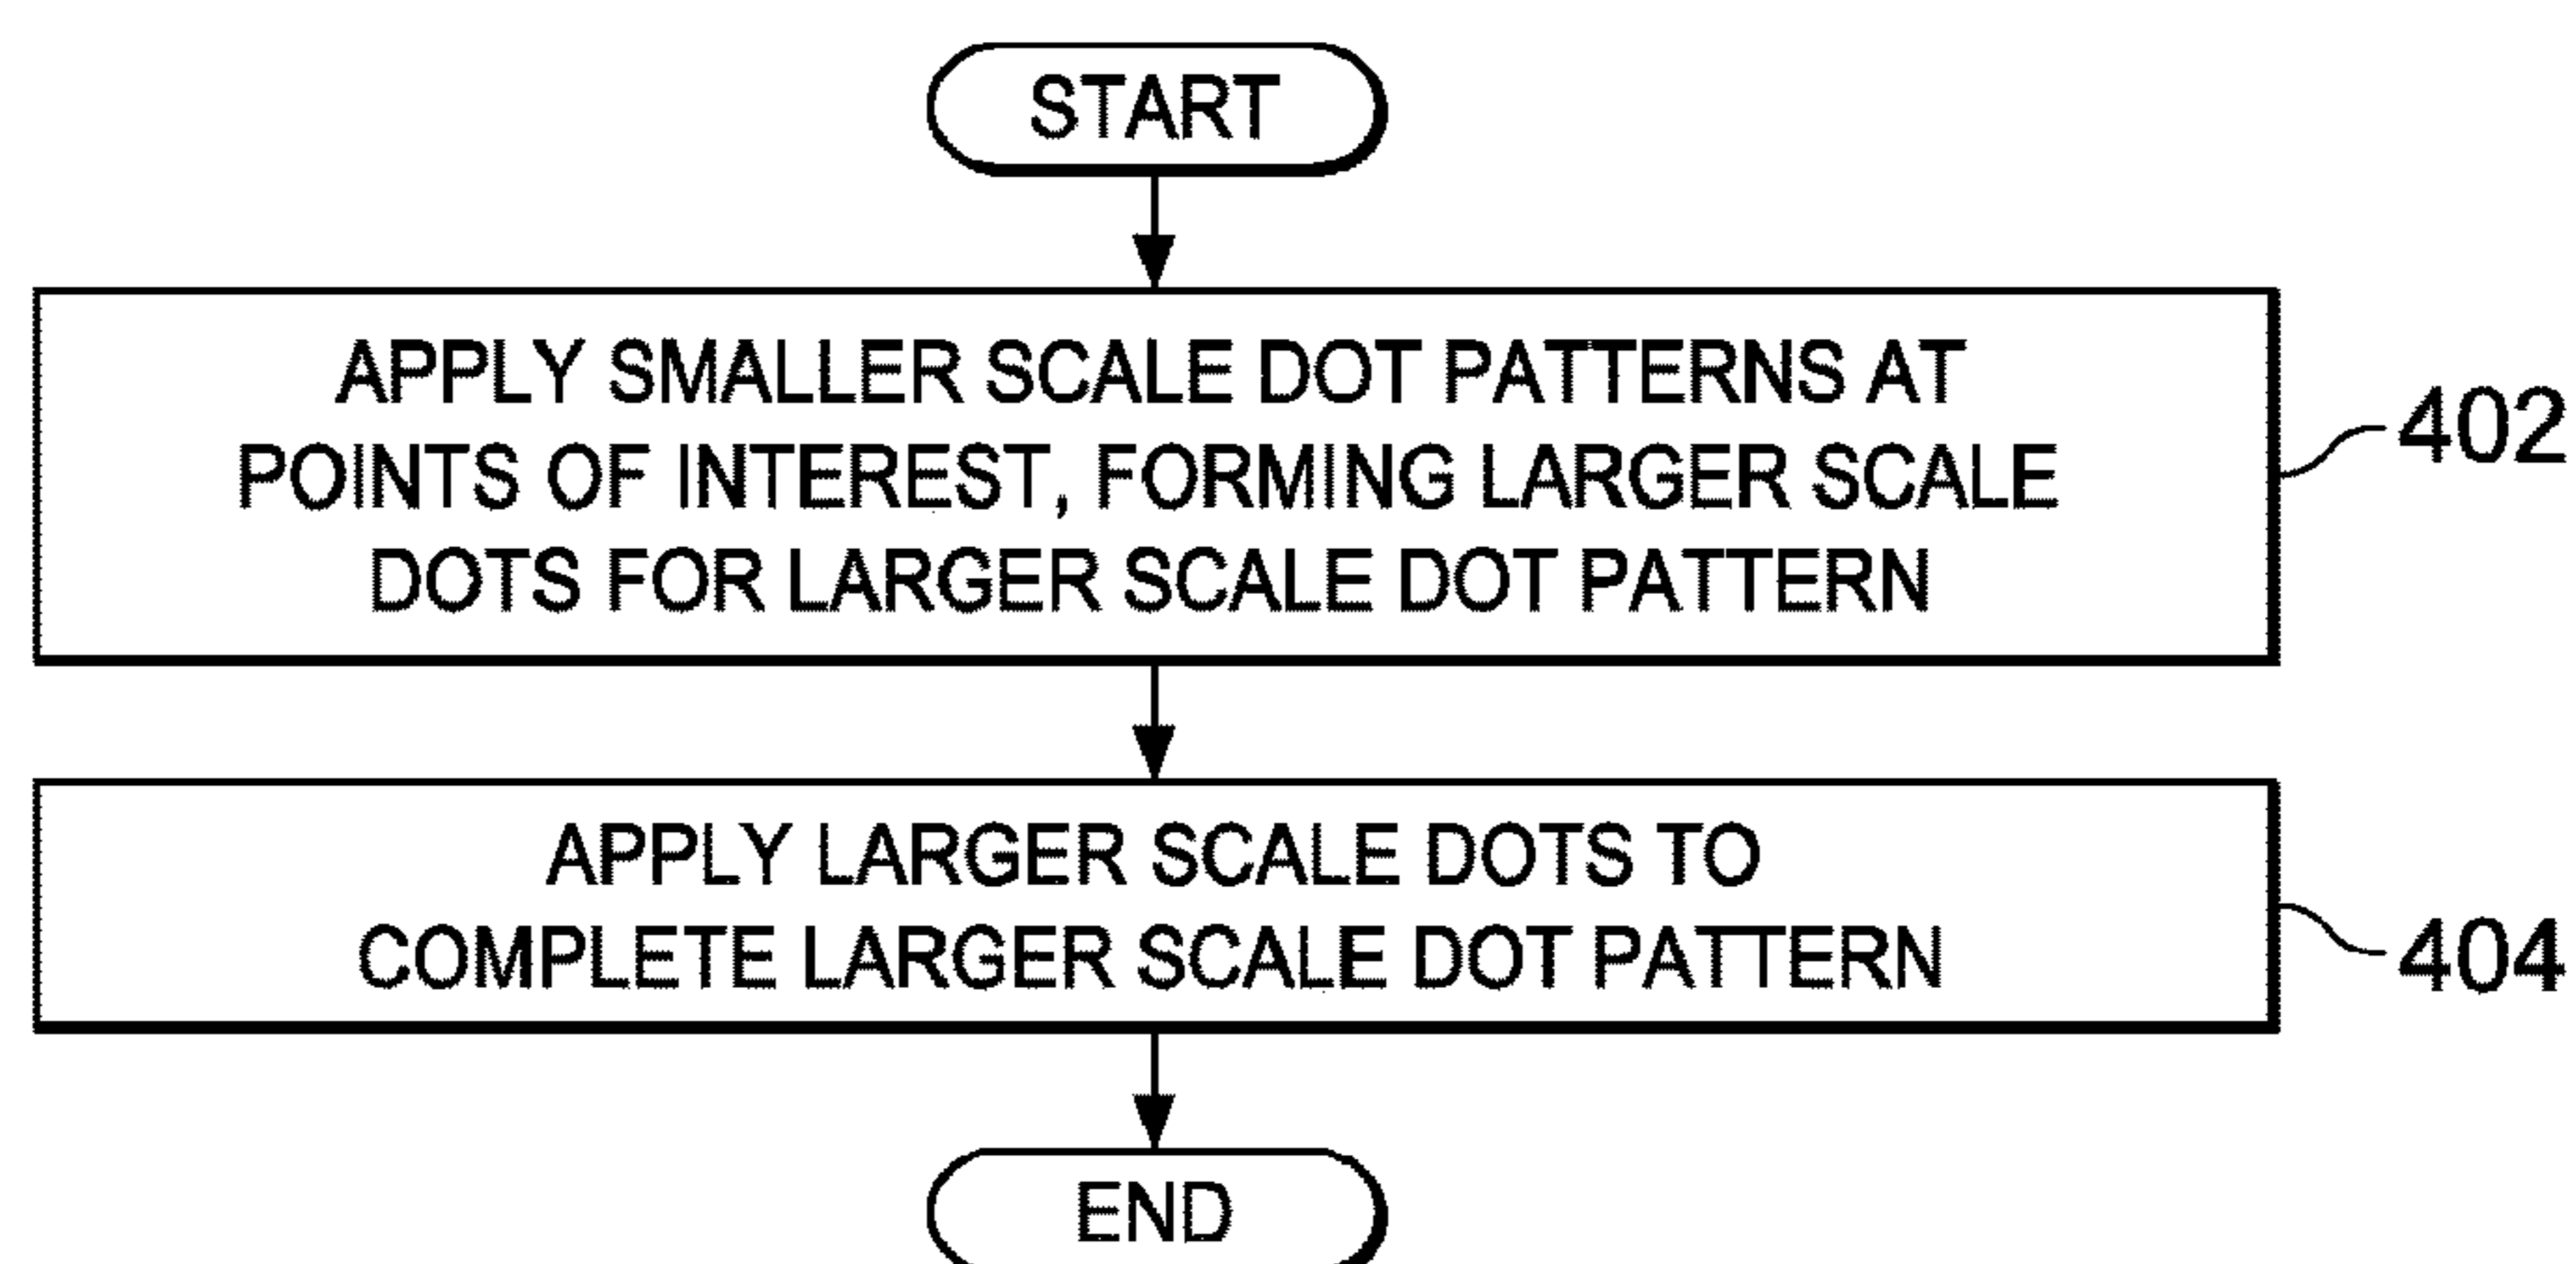 START
APPLY SMALLER SCALE DOT PATTERNS AT
POINTS OF INTEREST, FORMING LARGER SCALE
DOTS FOR LARGER SCALE DOT PATTERN
402
APPLY LARGER SCALE DOTS TO
COMPLETE LARGER SCALE DOT PATTERN
404
END